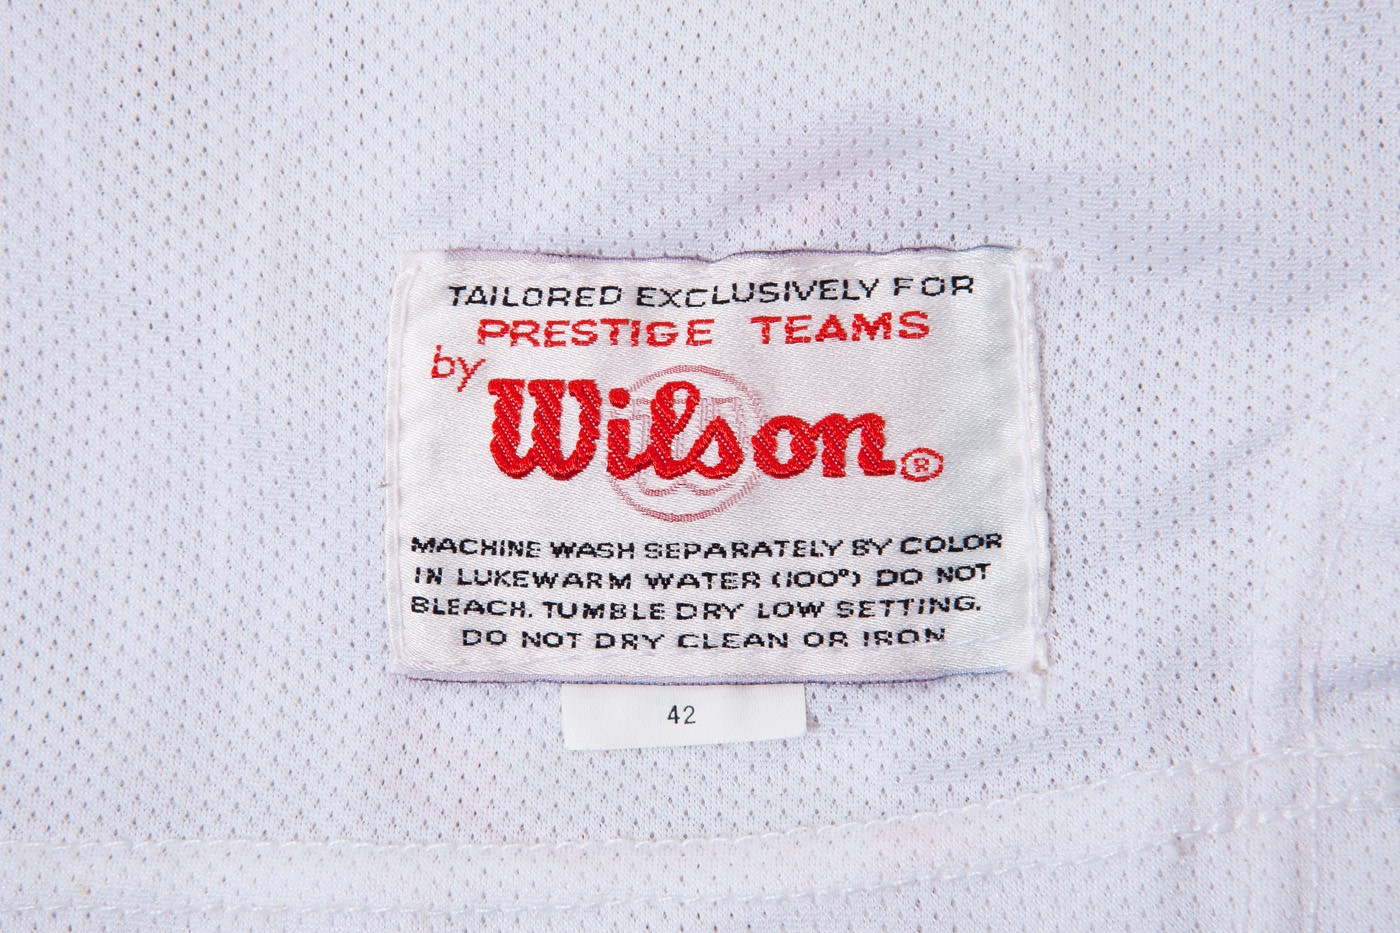 TAILORED EXCLUSIVELY FOR
PRESTIGE TEAMS
by
Wilson®
MACHINE WASH SEPARATELY BY COLOR
IN LUKEWARM WATER (100°) DO NOT
BLEACH. TUMBLE DRY LOW SETTING.
DO NOT DRY CLEAN OR IRON
42